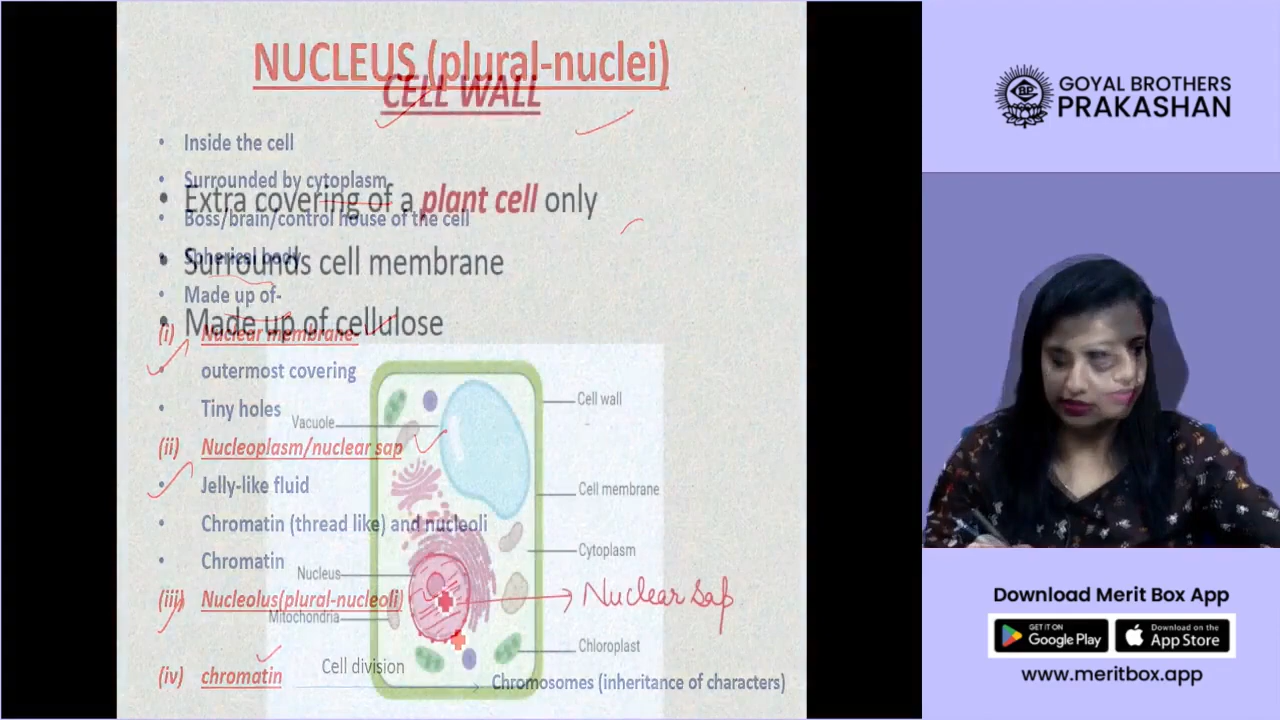 NUCLEUS (plural-nuclei)
CELL WALL
• Inside the cell
• Surrounded by cytoplasm
• Extra covering of a plant cell only
• Boss/brain/control house of the cell
• Spherical body
• Surrounds cell membrane
• Made up of-
• Made up of cellulose
(i) Nuclear membrane-
• outermost covering
• Tiny holes
(ii) Nucleoplasm/nuclear sap
• Jelly-like fluid
• Chromatin (thread like) and nucleoli
• Chromatin
(iii) Nucleolus(plural-nucleoli)
(iv) chromatin
Cell division
Chromosomes (inheritance of characters)
Vacuole
Nucleus
Mitochondria
Cell wall
Cell membrane
Cytoplasm
Nuclear sap
Chloroplast
BP
GOYAL BROTHERS
PRAKASHAN
Download Merit Box App
GET IT ON
Google Play
Download on the
App Store
www.meritbox.app